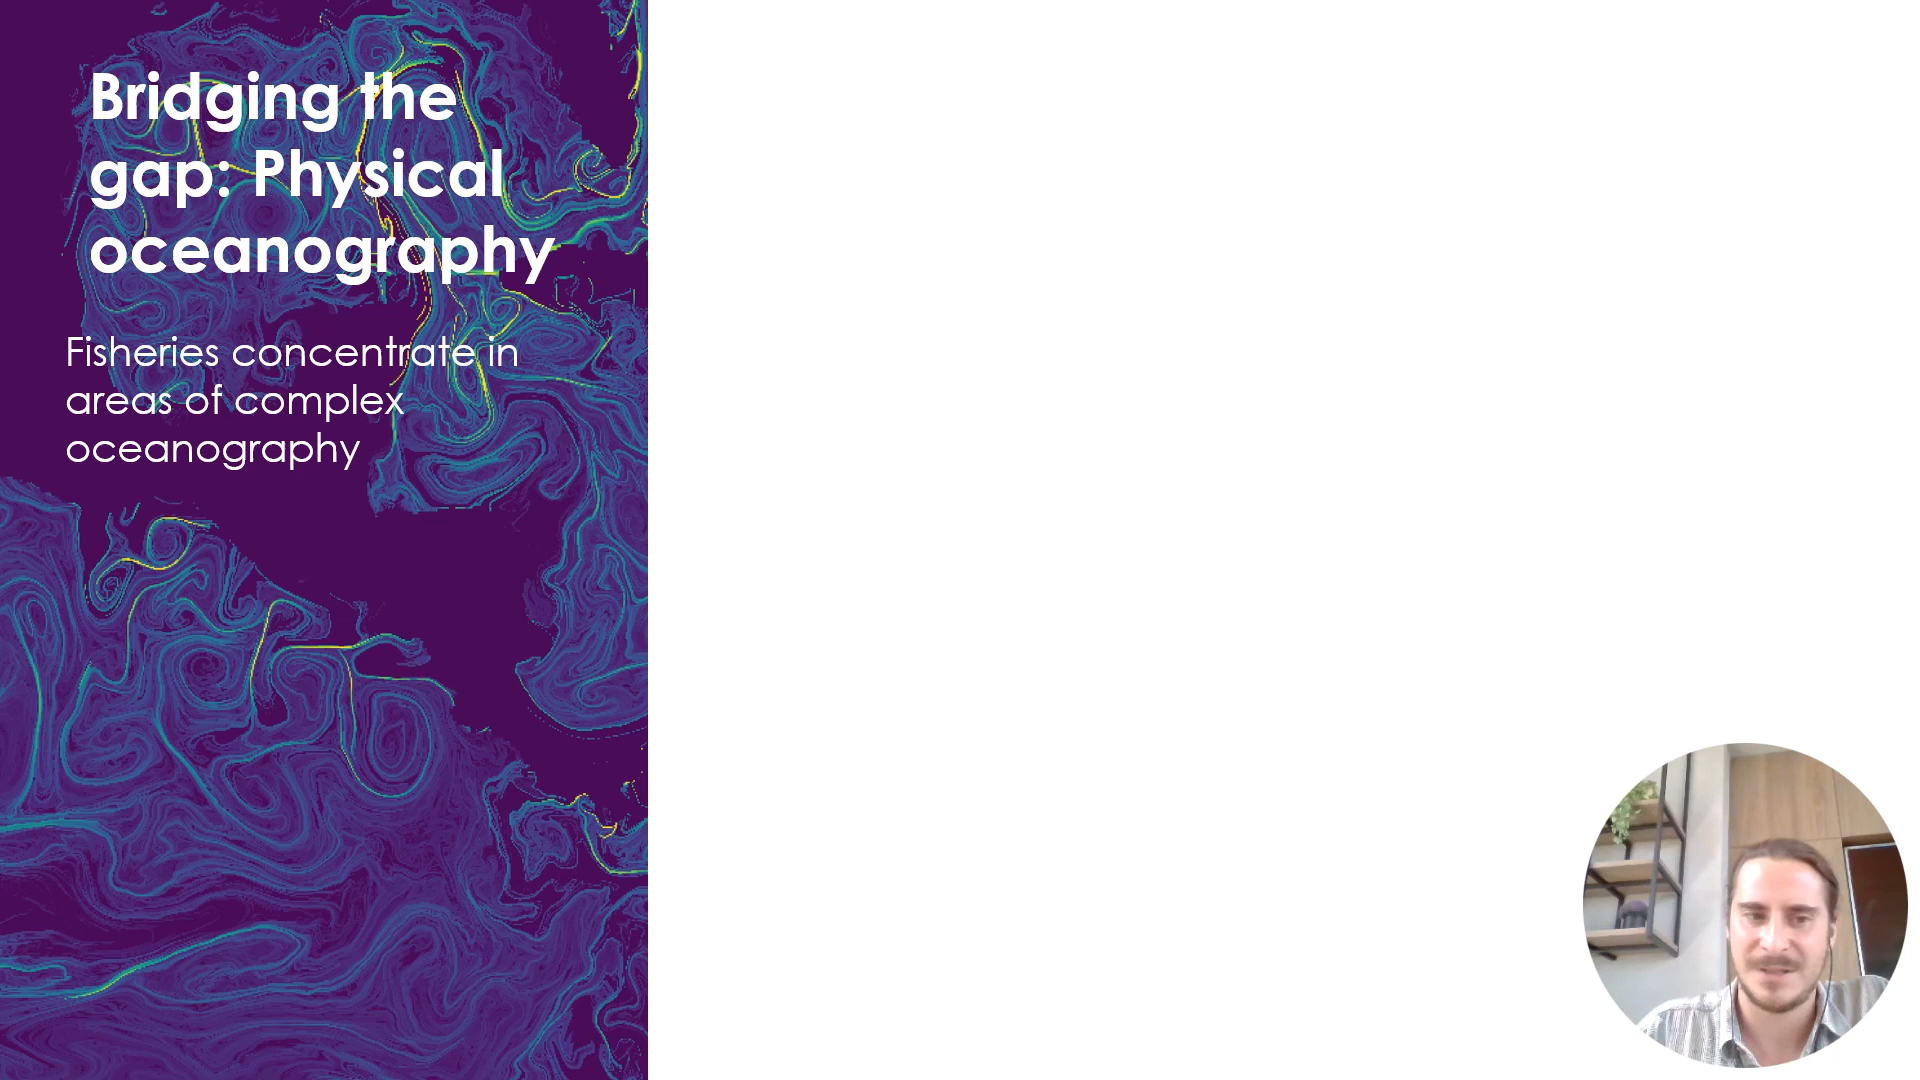 Bridging the
gap: Physical
oceanography
Fisheries concentrate in
areas of complex
oceanography